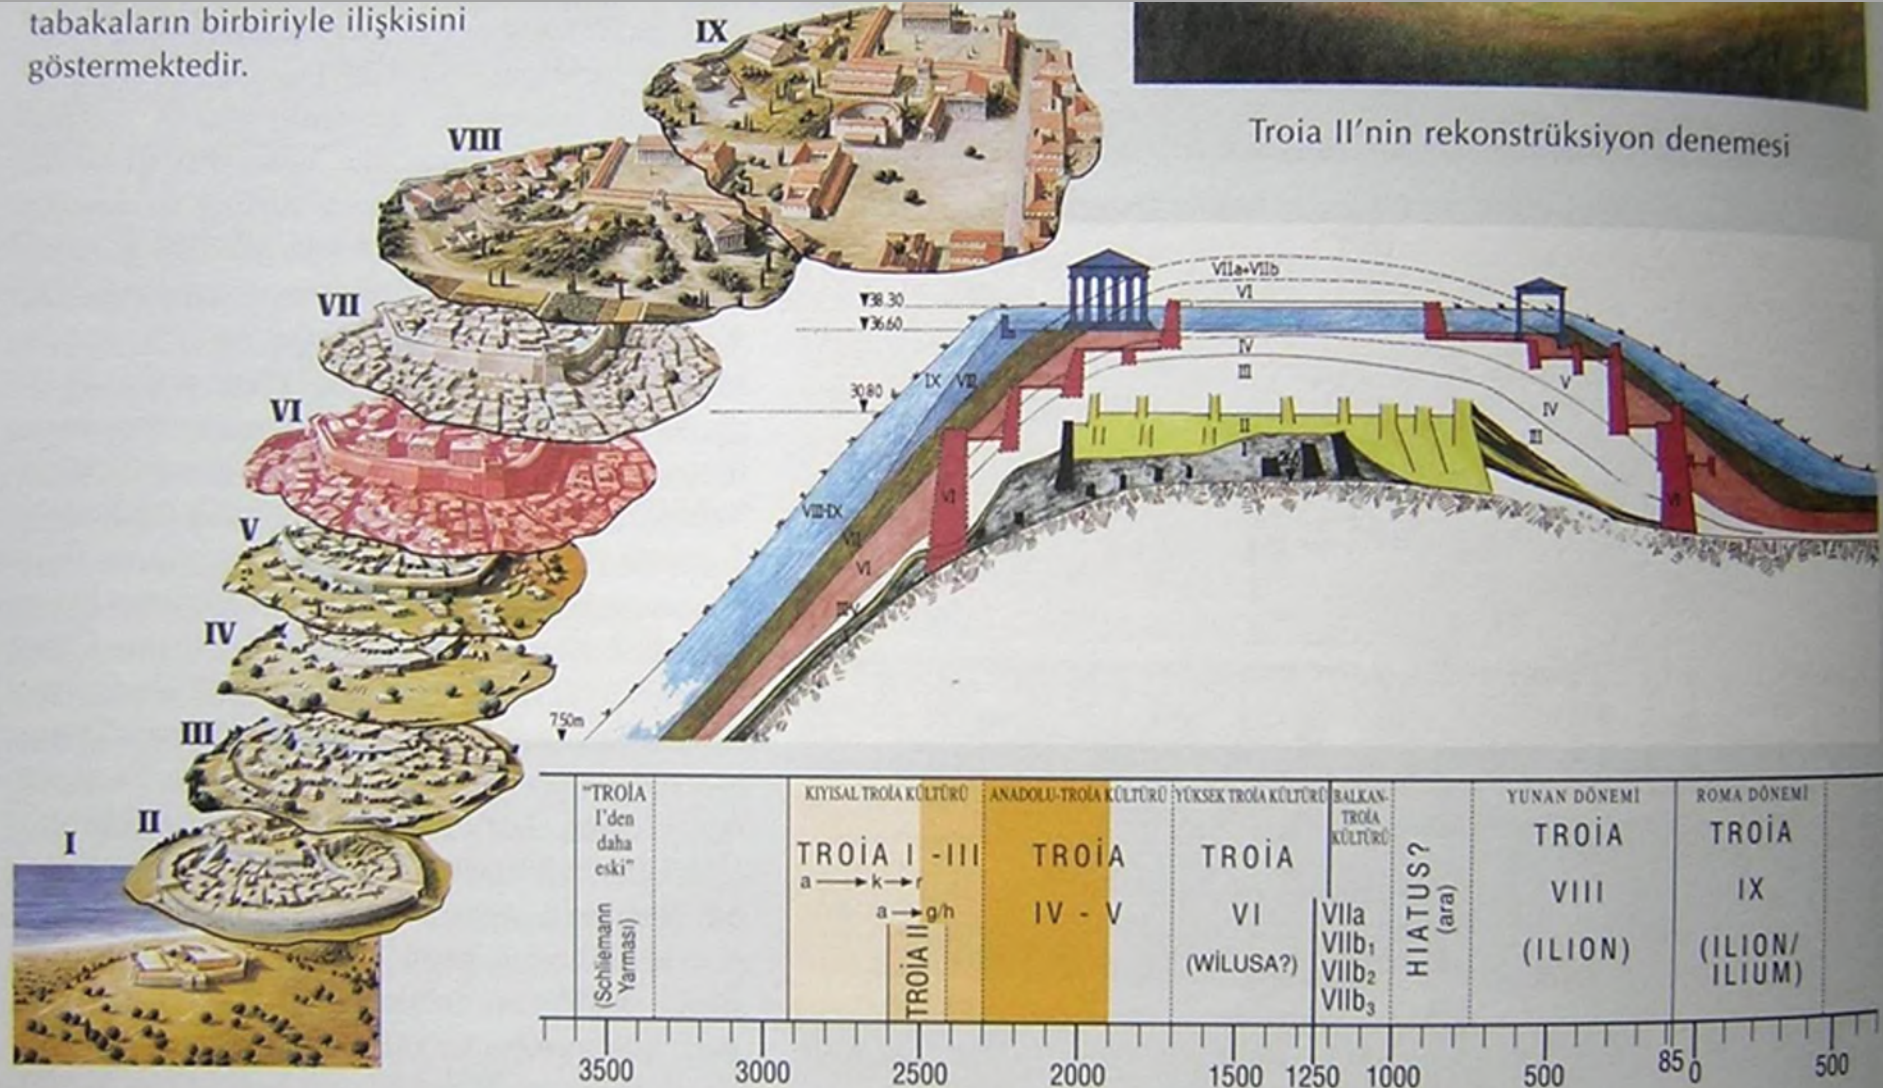 tabakaların birbiriyle ilişkisini
göstermektedir.
IX
VIII
VII
VI
V
IV
III
II
I
Troia II'nin rekonstrüksiyon denemesi
VIIa+VIIb
VI
▼38.30
▼36.60
IV
III
30.80
IX VIII
V
IV
III
II
I
VI
VIII-IX
VII
VI
VI
7.50m
"TROİA
I'den
daha
eski"
(Schliemann
Yarması)
KIYISAL TROİA KÜLTÜRÜ
TROİA I -III
a → k → r
a → g/h
TROİA II
ANADOLU-TROİA KÜLTÜRÜ
TROİA
IV - V
YÜKSEK TROİA KÜLTÜRÜ
TROİA
VI
(WİLUSA?)
BALKAN-
TROİA
KÜLTÜRÜ
VIIa
VIIb₁
VIIb₂
VIIb₃
HIATUS?
(ara)
YUNAN DÖNEMİ
TROİA
VIII
(ILION)
ROMA DÖNEMİ
TROİA
IX
(ILION/
ILIUM)
3500 3000 2500 2000 1500 1250 1000 500 85 0 500